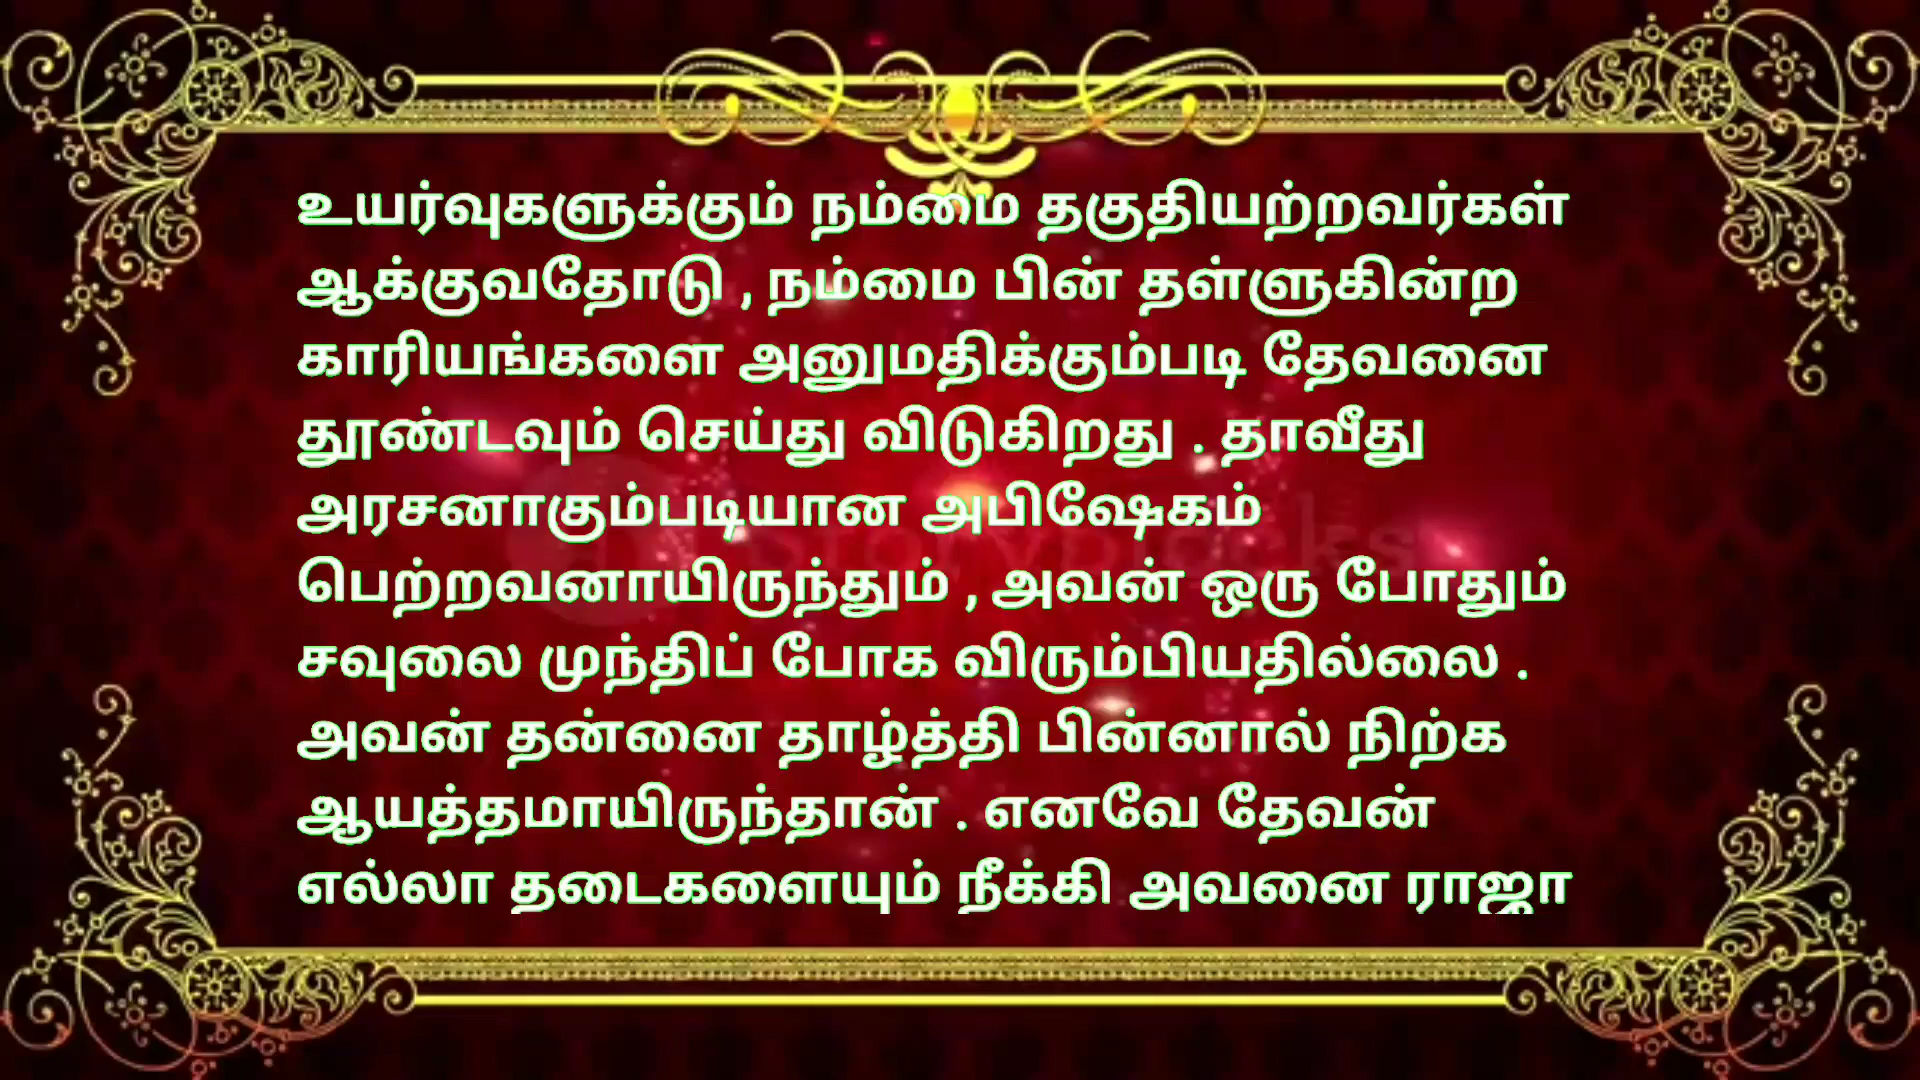 உயர்வுகளுக்கும் நம்மை தகுதியற்றவர்கள்
ஆக்குவதோடு , நம்மை பின் தள்ளுகின்ற
காரியங்களை அனுமதிக்கும்படி தேவனை
தூண்டவும் செய்து விடுகிறது . தாவீது
அரசனாகும்படியான அபிஷேகம்
பெற்றவனாயிருந்தும் , அவன் ஒரு போதும்
சவுலை முந்திப் போக விரும்பியதில்லை .
அவன் தன்னை தாழ்த்தி பின்னால் நிற்க
ஆயத்தமாயிருந்தான் . எனவே தேவன்
எல்லா தடைகளையும் நீக்கி அவனை ராஜா
storyblocks